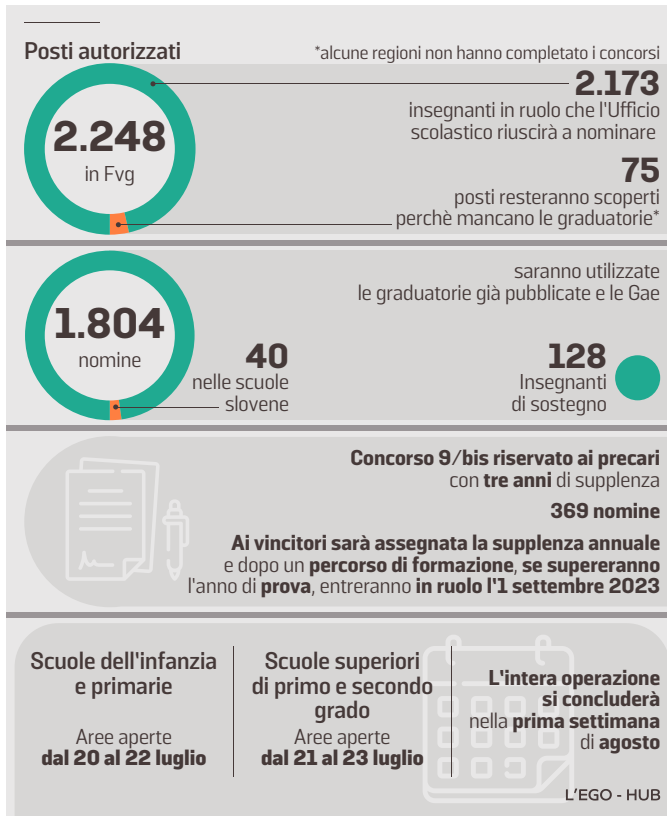 Posti autorizzati
*alcune regioni non hanno completato i concorsi
2.248
in Fvg
2.173
insegnanti in ruolo che l'Ufficio
scolastico riuscirà a nominare
75
posti resteranno scoperti
perchè mancano le graduatorie*
1.804
nomine
saranno utilizzate
le graduatorie già pubblicate e le Gae
40
nelle scuole
slovene
128
Insegnanti
di sostegno
Concorso 9/bis riservato ai precari
con tre anni di supplenza
369 nomine
Ai vincitori sarà assegnata la supplenza annuale
e dopo un percorso di formazione, se supereranno
l'anno di prova, entreranno in ruolo l'1 settembre 2023
Scuole dell'infanzia
e primarie
Aree aperte
dal 20 al 22 luglio
Scuole superiori
di primo e secondo
grado
Aree aperte
dal 21 al 23 luglio
L'intera operazione
si concluderà
nella prima settimana
di agosto
L'EGO - HUB